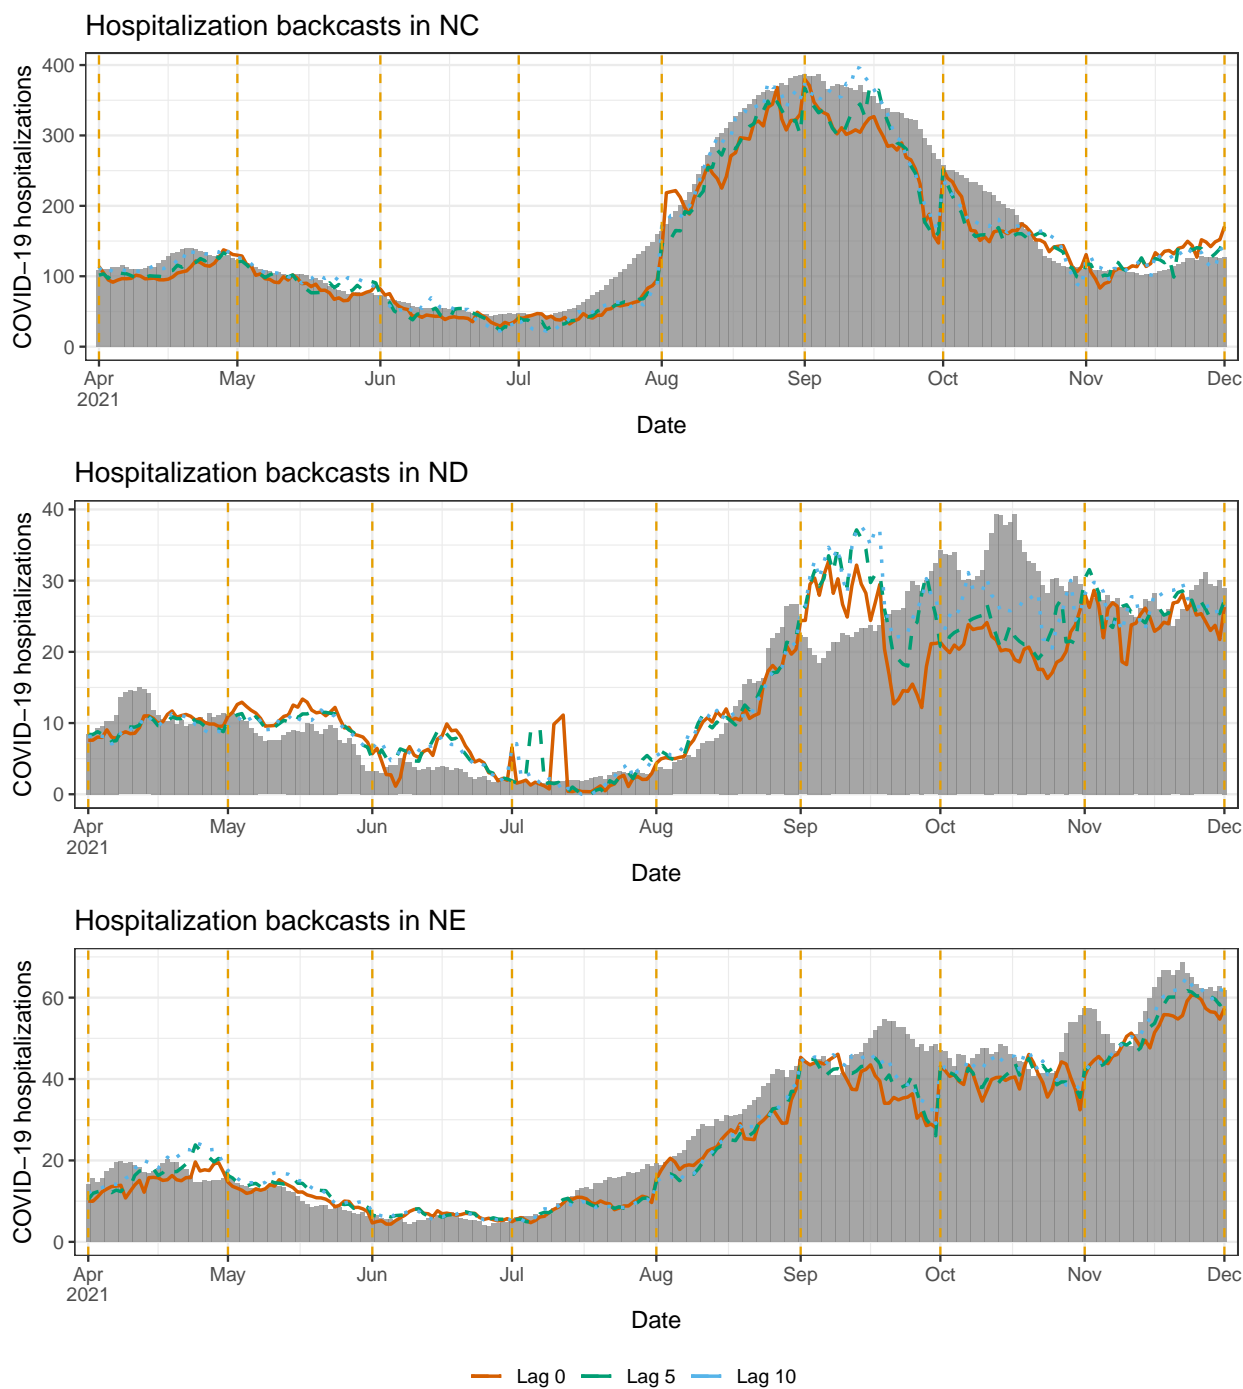 Hospitalization backcasts in NC
COVID−19 hospitalizations
400
300
200
100
0
Apr
2021
May
Jun
Jul
Aug
Sep
Oct
Nov
Dec
Date
Hospitalization backcasts in ND
COVID−19 hospitalizations
40
30
20
10
0
Apr
2021
May
Jun
Jul
Aug
Sep
Oct
Nov
Dec
Date
Hospitalization backcasts in NE
COVID−19 hospitalizations
60
40
20
0
Apr
2021
May
Jun
Jul
Aug
Sep
Oct
Nov
Dec
Date
Lag 0 Lag 5 Lag 10